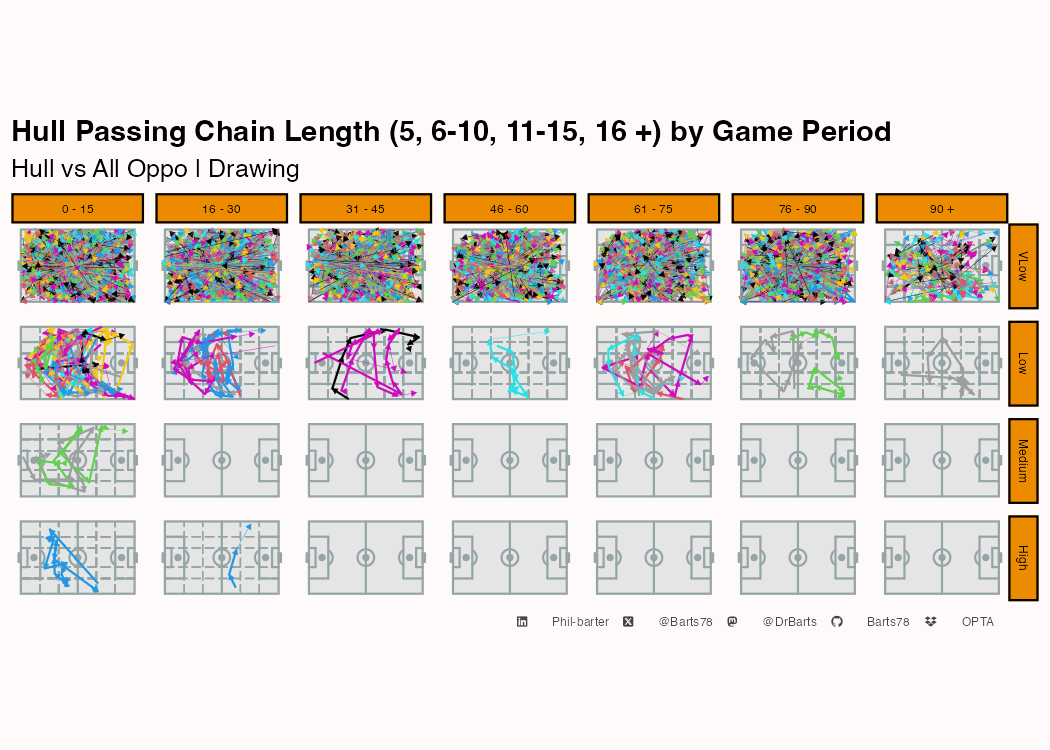 Hull Passing Chain Length (5, 6-10, 11-15, 16 +) by Game Period
Hull vs All Oppo | Drawing
0 - 15 16 - 30 31 - 45 46 - 60 61 - 75 76 - 90 90 +
VLow
Low
Medium
High
Phil-barter @Barts78 @DrBarts Barts78 OPTA